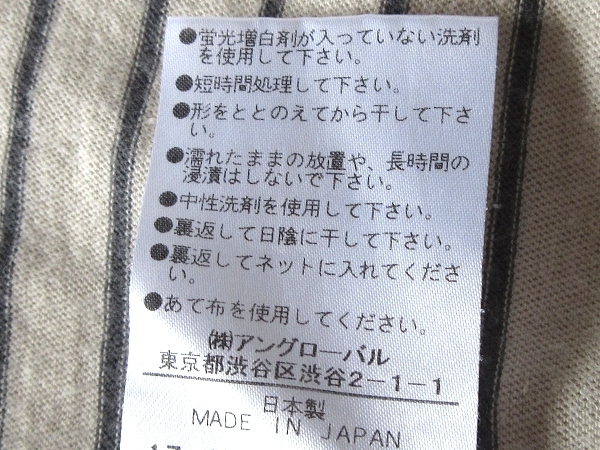 ●蛍光増白剤が入っていない洗剤
を使用して下さい。
●短時間処理して下さい。
●形をととのえてから干して下さ
い。
●濡れたままの放置や、長時間の
浸漬はしないで下さい。
●中性洗剤を使用して下さい。
●裏返して日陰に干して下さい。
●裏返してネットに入れてくださ
い。
●あて布を使用してください。
㈱アングローバル
東京都渋谷区渋谷2-1-1
日本製
MADE IN JAPAN